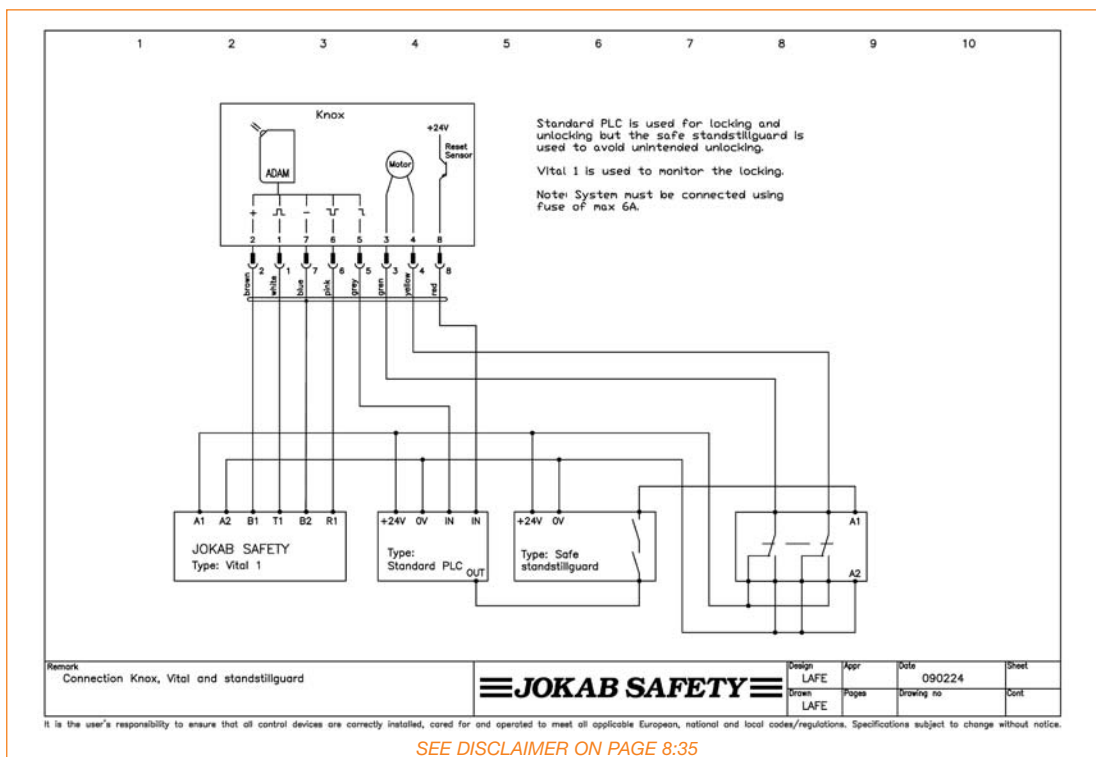 1 2 3 4 5 6 7 8 9 10
Knox
+24V
Reset
Sensor
ADAM
Motor
+ - 
2 1 7 6 5 3 4 8
2 1 7 6 5 3 4 8
brown white blue pink grey gren yellow red
Standard PLC is used for locking and
unlocking but the safe standstillguard is
used to avoid unintended unlocking.
Vital 1 is used to monitor the locking.
Note: System must be connected using
fuse of max 6A.
A1 A2 B1 T1 B2 R1
JOKAB SAFETY
Type: Vital 1
+24V 0V IN IN
Type:
Standard PLC
OUT
+24V 0V
Type: Safe
standstillguard
A1
A2
Remark
Connection Knox, Vital and standstillguard
JOKAB SAFETY
Design
LAFE
Appr
Date
090224
Sheet
Drawn
LAFE
Pages
Drawing no
Cont
It is the user's responsibility to ensure that all control devices are correctly installed, cared for and operated to meet all applicable European, national and local codes/regulations. Specifications subject to change without notice.
SEE DISCLAIMER ON PAGE 8:35